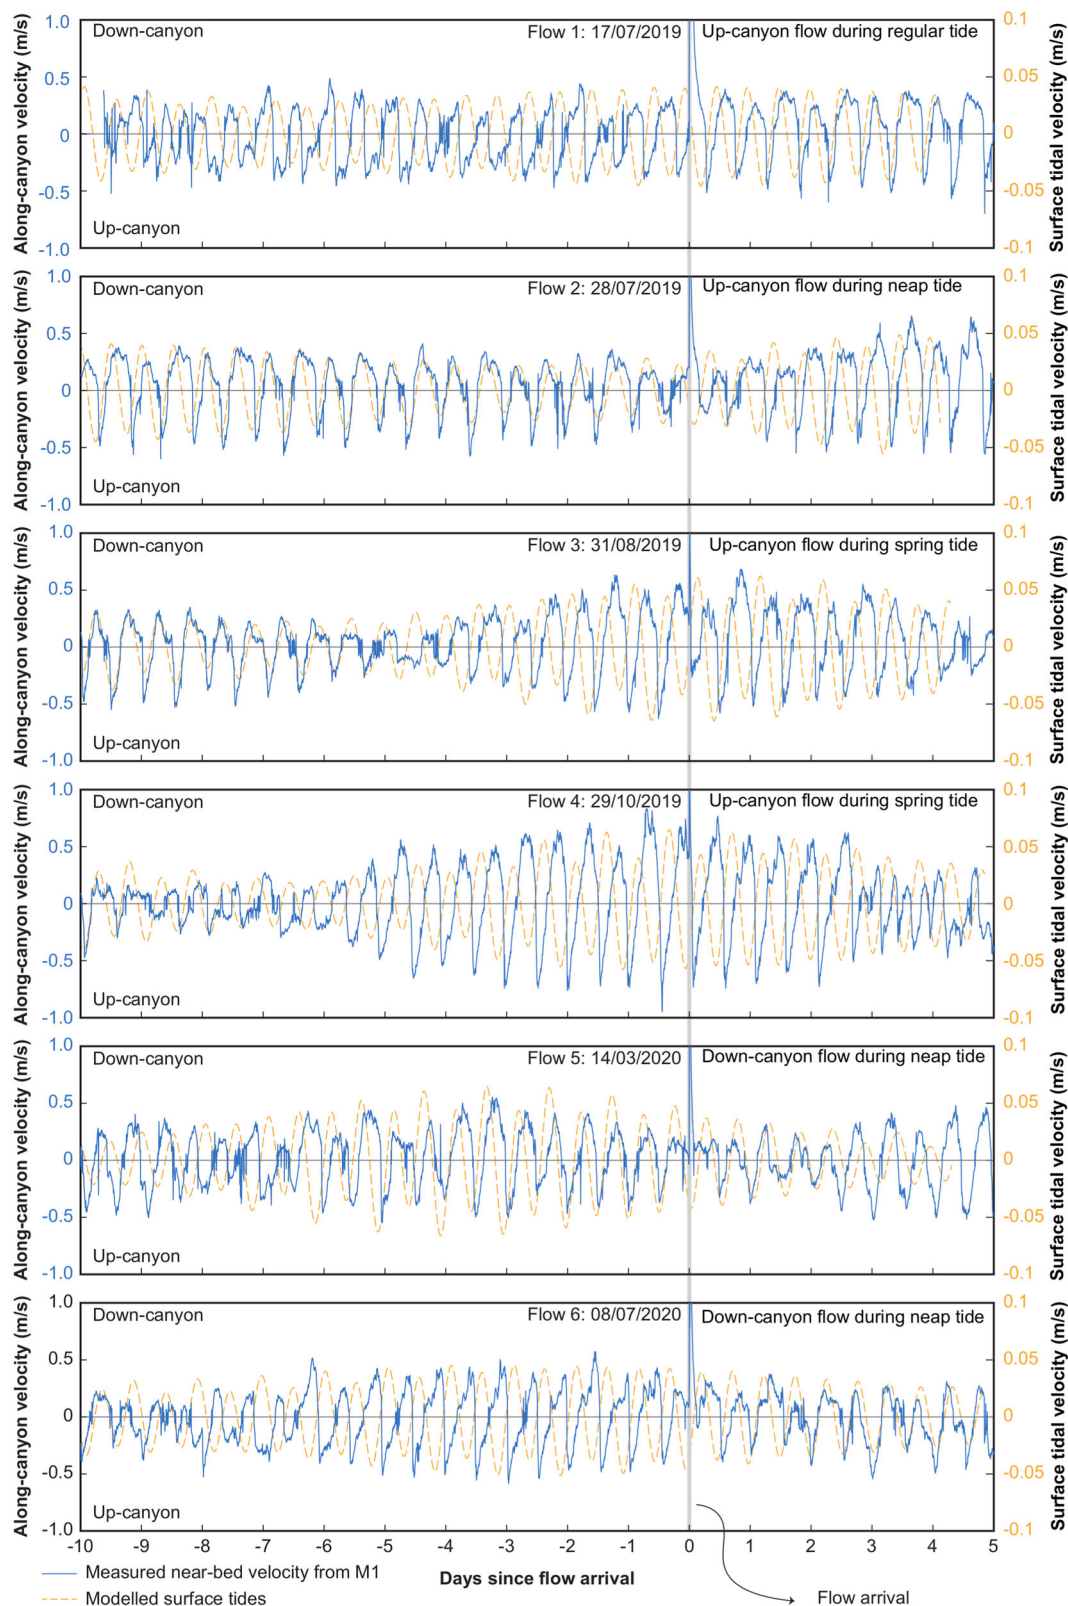 Along-canyon velocity (m/s)
1.0
0.5
0
-0.5
-1.0
Down-canyon
Flow 1: 17/07/2019
Up-canyon flow during regular tide
Up-canyon
0.1
0.05
0
-0.05
-0.1
Surface tidal velocity (m/s)
Along-canyon velocity (m/s)
1.0
0.5
0
-0.5
-1.0
Down-canyon
Flow 2: 28/07/2019
Up-canyon flow during neap tide
Up-canyon
0.1
0.05
0
-0.05
-0.1
Surface tidal velocity (m/s)
Along-canyon velocity (m/s)
1.0
0.5
0
-0.5
-1.0
Down-canyon
Flow 3: 31/08/2019
Up-canyon flow during spring tide
Up-canyon
0.1
0.05
0
-0.05
-0.1
Surface tidal velocity (m/s)
Along-canyon velocity (m/s)
1.0
0.5
0
-0.5
-1.0
Down-canyon
Flow 4: 29/10/2019
Up-canyon flow during spring tide
Up-canyon
0.1
0.05
0
-0.05
-0.1
Surface tidal velocity (m/s)
Along-canyon velocity (m/s)
1.0
0.5
0
-0.5
-1.0
Down-canyon
Flow 5: 14/03/2020
Down-canyon flow during neap tide
Up-canyon
0.1
0.05
0
-0.05
-0.1
Surface tidal velocity (m/s)
Along-canyon velocity (m/s)
1.0
0.5
0
-0.5
-1.0
Down-canyon
Flow 6: 08/07/2020
Down-canyon flow during neap tide
Up-canyon
0.1
0.05
0
-0.05
-0.1
Surface tidal velocity (m/s)
-10 -9 -8 -7 -6 -5 -4 -3 -2 -1 0 1 2 3 4 5
Measured near-bed velocity from M1
Days since flow arrival
Modelled surface tides
Flow arrival